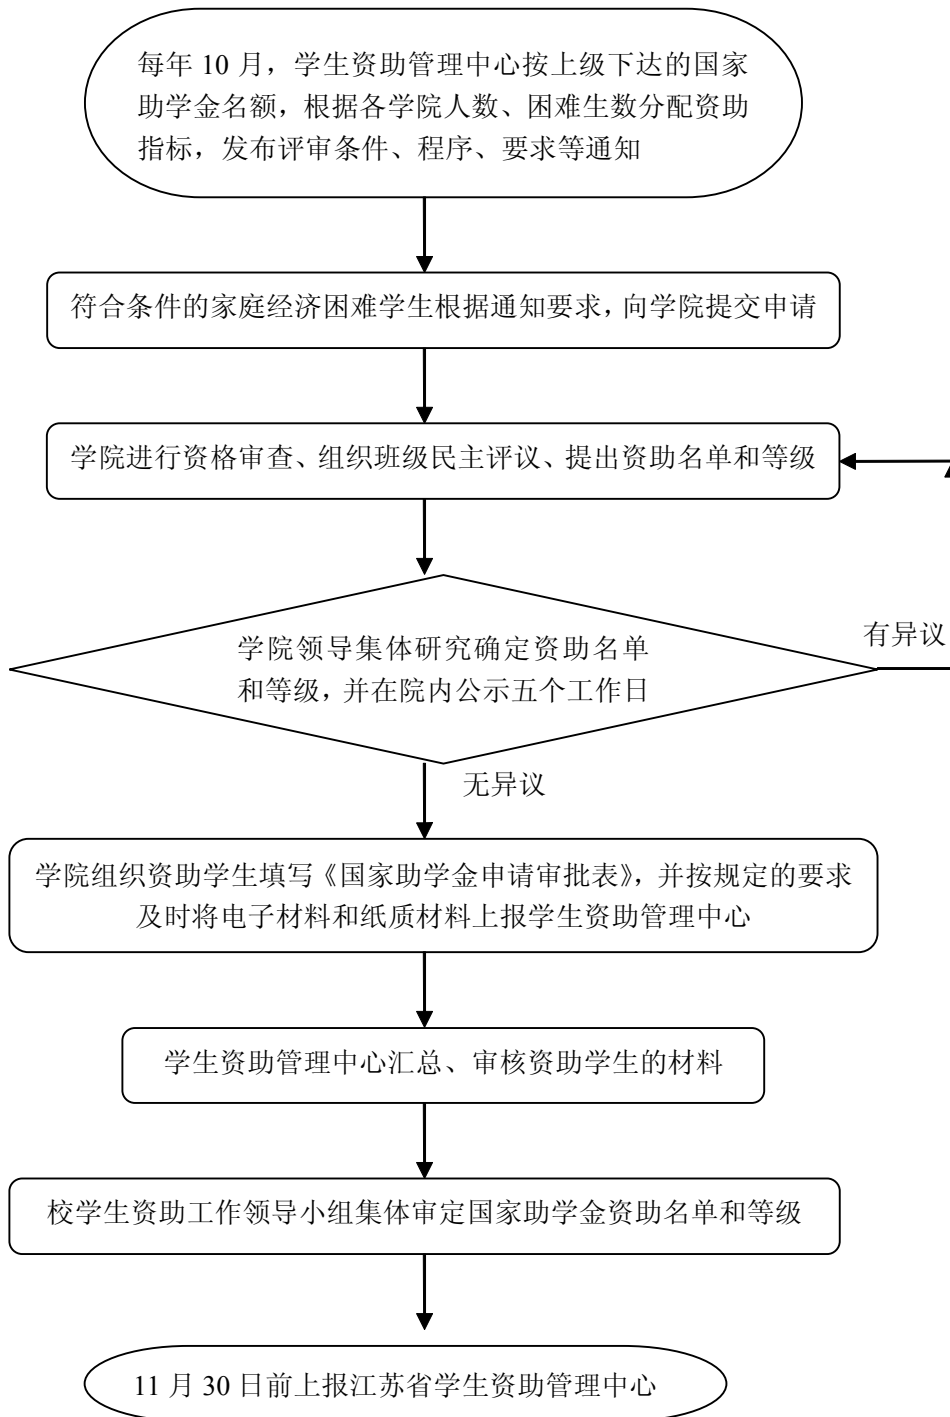 每年 10 月，学生资助管理中心按上级下达的国家
助学金名额，根据各学院人数、困难生数分配资助
指标，发布评审条件、程序、要求等通知
符合条件的家庭经济困难学生根据通知要求，向学院提交申请
学院进行资格审查、组织班级民主评议、提出资助名单和等级
学院领导集体研究确定资助名单
和等级，并在院内公示五个工作日
有异议
无异议
学院组织资助学生填写《国家助学金申请审批表》，并按规定的要求
及时将电子材料和纸质材料上报学生资助管理中心
学生资助管理中心汇总、审核资助学生的材料
校学生资助工作领导小组集体审定国家助学金资助名单和等级
11 月 30 日前上报江苏省学生资助管理中心